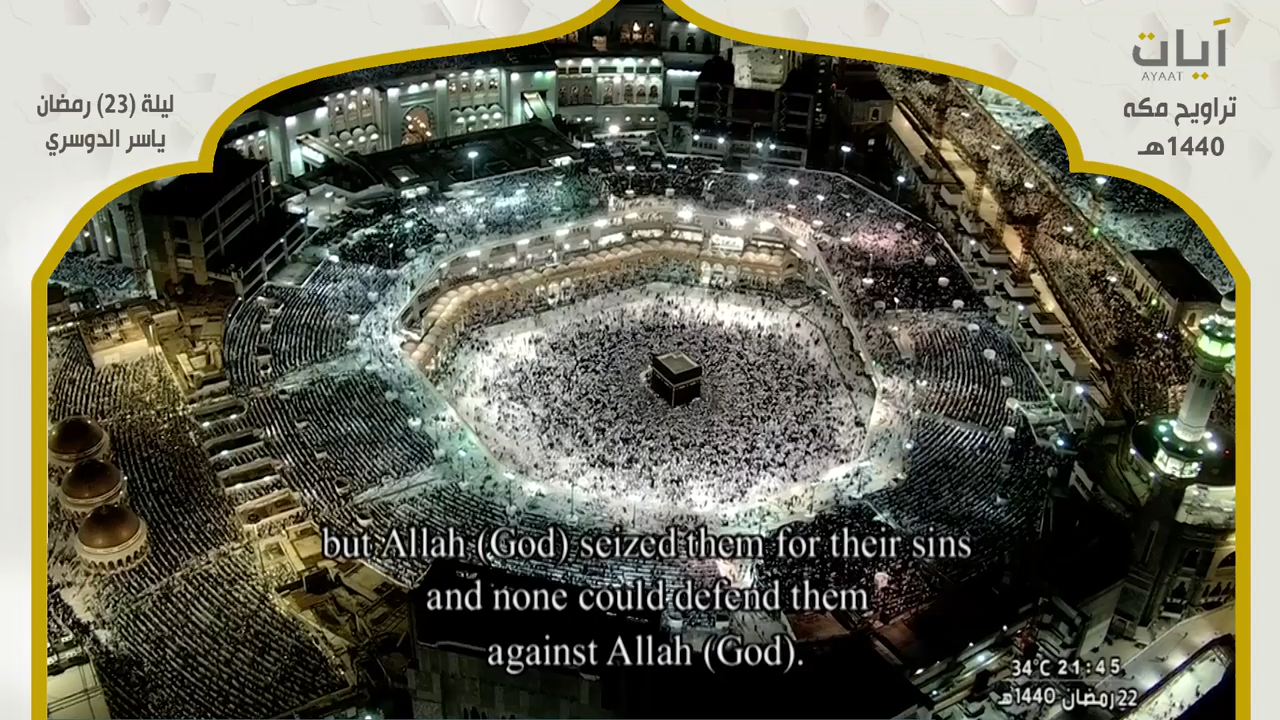 آيات
AYAAT
تراويح مكه
1440هـ
ليلة (23) رمضان
ياسر الدوسري
but Allah (God) seized them for their sins
and none could defend them
against Allah (God).
34°C 21:45
22 رمضان 1440هـ